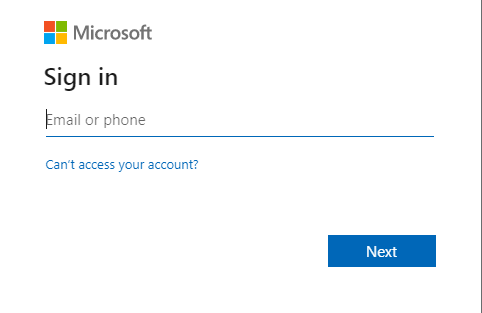 Microsoft
Sign in
Email or phone
Can't access your account?
Next